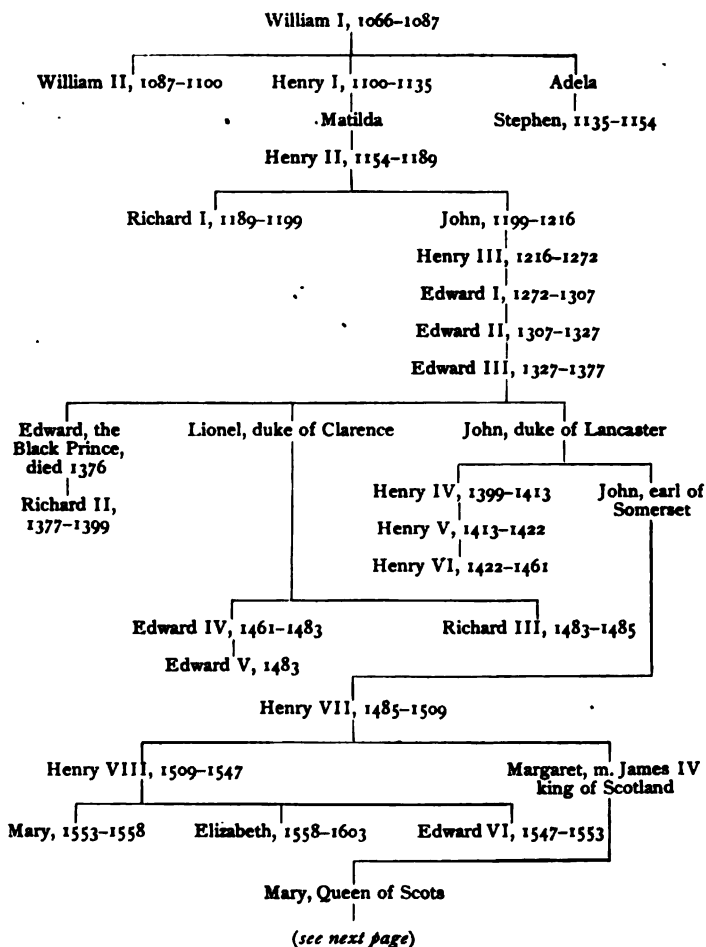 William I, 1066–1087
William II, 1087–1100 Henry I, 1100–1135 Adela
Matilda Stephen, 1135–1154
Henry II, 1154–1189
Richard I, 1189–1199 John, 1199–1216
Henry III, 1216–1272
Edward I, 1272–1307
Edward II, 1307–1327
Edward III, 1327–1377
Edward, the Black Prince, died 1376 Lionel, duke of Clarence John, duke of Lancaster
Richard II, 1377–1399
Henry IV, 1399–1413 John, earl of Somerset
Henry V, 1413–1422
Henry VI, 1422–1461
Edward IV, 1461–1483 Richard III, 1483–1485
Edward V, 1483
Henry VII, 1485–1509
Henry VIII, 1509–1547 Margaret, m. James IV king of Scotland
Mary, 1553–1558 Elizabeth, 1558–1603 Edward VI, 1547–1553
Mary, Queen of Scots
(see next page)